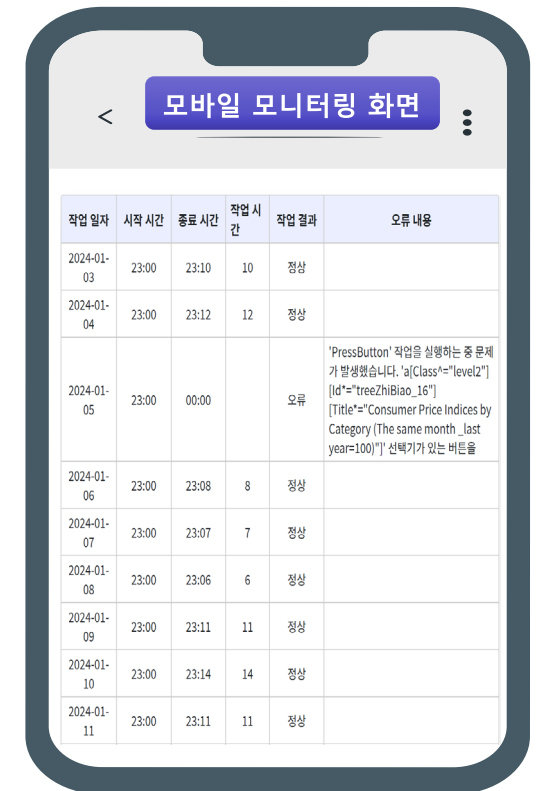 모바일 모니터링 화면
<
작업 일자 시작 시간 종료 시간 작업 시간 작업 결과 오류 내용
2024-01-03 23:00 23:10 10 정상
2024-01-04 23:00 23:12 12 정상
2024-01-05 23:00 00:00 오류
'PressButton' 작업을 실행하는 중 문제
가 발생했습니다. 'a[Class^="level2"]
[Id*="treeZhiBiao_16"]
[Title*="Consumer Price Indices by
Category (The same month _last
year=100)"]' 선택기가 있는 버튼을
2024-01-06 23:00 23:08 8 정상
2024-01-07 23:00 23:07 7 정상
2024-01-08 23:00 23:06 6 정상
2024-01-09 23:00 23:11 11 정상
2024-01-10 23:00 23:14 14 정상
2024-01-11 23:00 23:11 11 정상